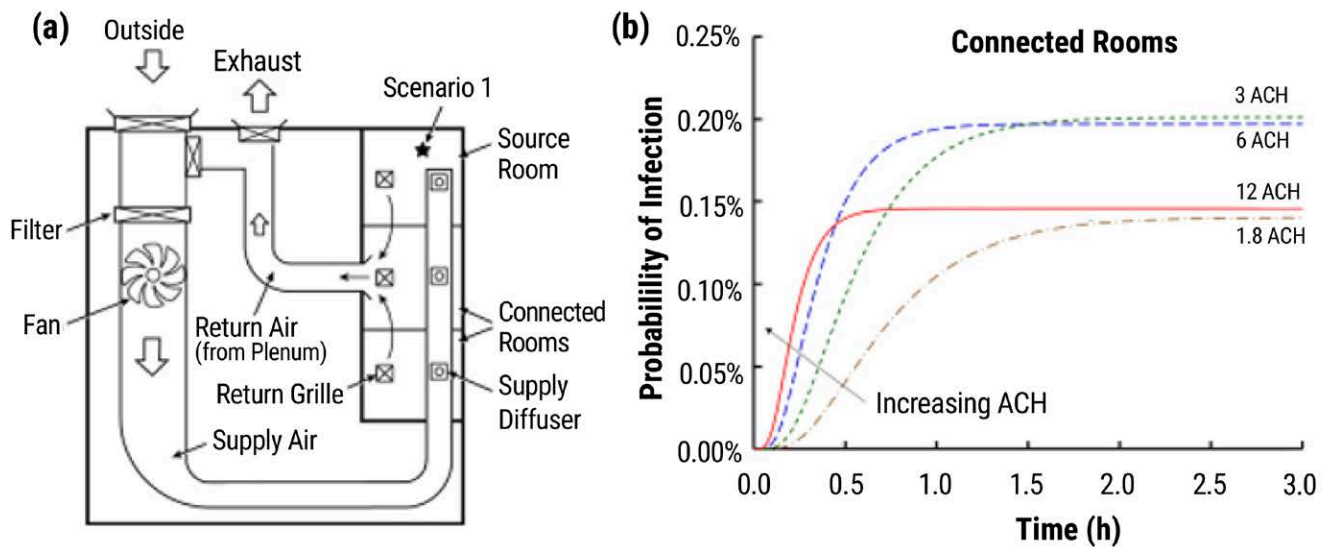 (a)
Outside
Exhaust
Scenario 1
Source
Room
Filter
Fan
Return Air
(from Plenum)
Connected
Rooms
Return Grille
Supply
Diffuser
Supply Air
(b)
Connected Rooms
Probabilility of Infection
0.25%
0.20%
0.15%
0.10%
0.05%
0.00%
3 ACH
6 ACH
12 ACH
1.8 ACH
Increasing ACH
0.0 0.5 1.0 1.5 2.0 2.5 3.0
Time (h)